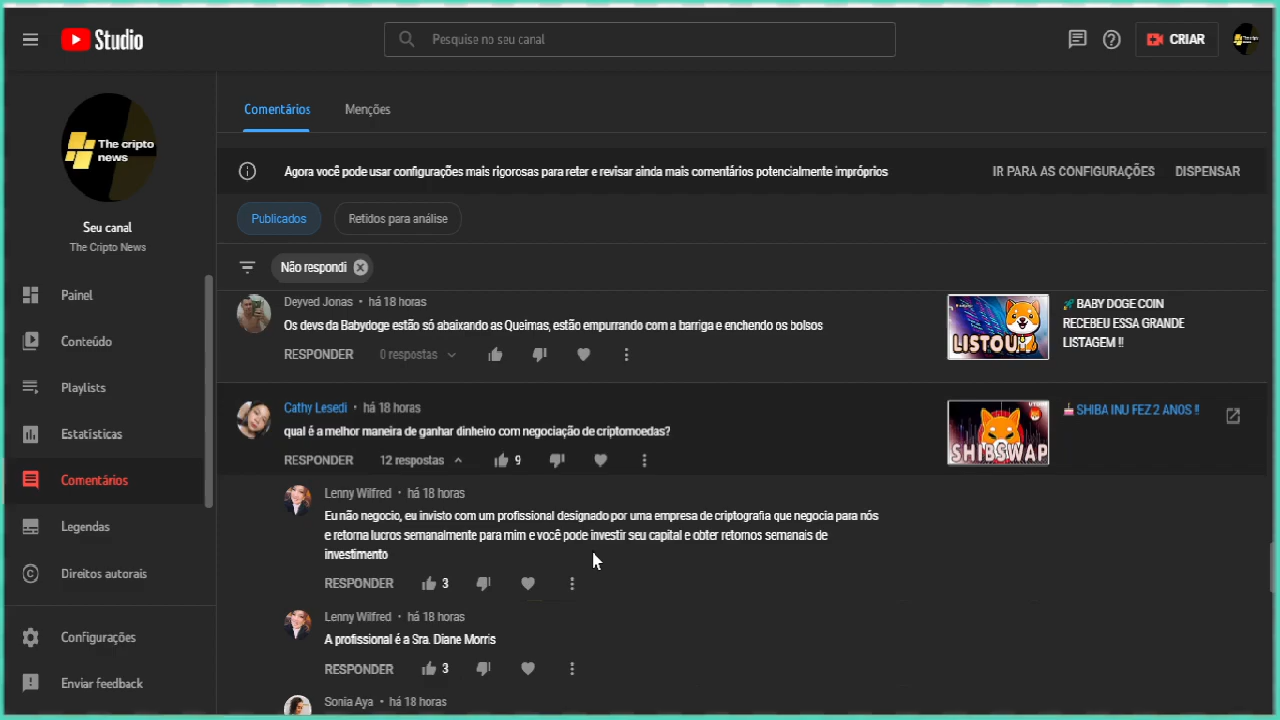 Studio
Pesquise no seu canal
CRIAR
The cripto
news
Seu canal
The Cripto News
Painel
Conteúdo
Playlists
Estatísticas
Comentários
Legendas
Direitos autorais
Configurações
Enviar feedback
Comentários Menções
Agora você pode usar configurações mais rigorosas para reter e revisar ainda mais comentários potencialmente impróprios
IR PARA AS CONFIGURAÇÕES DISPENSAR
Publicados Retidos para análise
Não respondi
Deyved Jonas • há 18 horas
Os devs da Babydoge estão só abaixando as Queimas, estão empurrando com a barriga e enchendo os bolsos
RESPONDER 0 respostas
LISTOU
🚀BABY DOGE COIN
RECEBEU ESSA GRANDE
LISTAGEM !!
Cathy Lesedi • há 18 horas
qual é a melhor maneira de ganhar dinheiro com negociação de criptomoedas?
RESPONDER 12 respostas 9
SHIBSWAP
🎂SHIBA INU FEZ 2 ANOS !!
Lenny Wilfred • há 18 horas
Eu não negocio, eu invisto com um profissional designado por uma empresa de criptografia que negocia para nós
e retorna lucros semanalmente para mim e você pode investir seu capital e obter retornos semanais de
investimento
RESPONDER 3
Lenny Wilfred • há 18 horas
A profissional é a Sra. Diane Morris
RESPONDER 3
Sonia Aya • há 18 horas